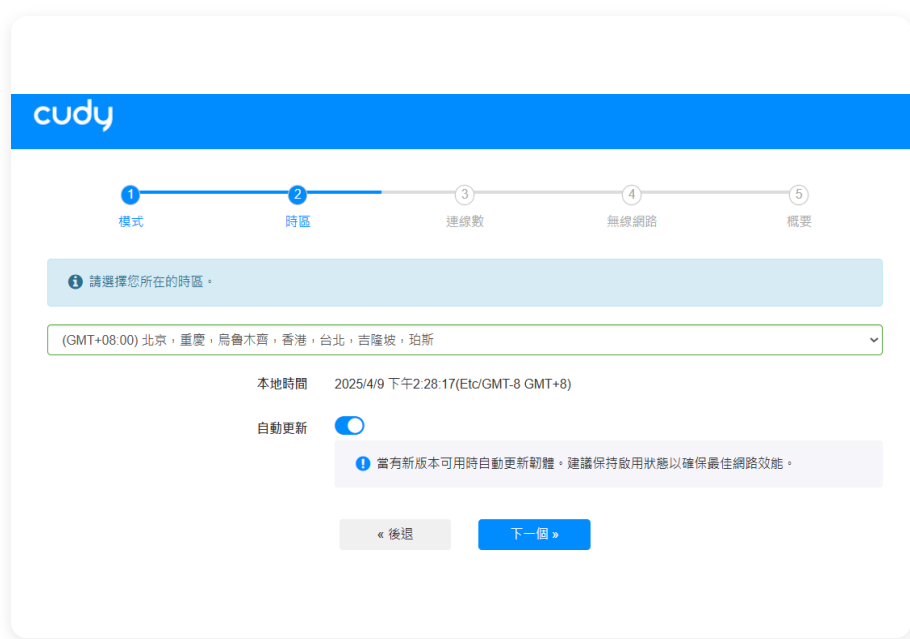 cudy
1 2 3 4 5
模式 時區 連線數 無線網路 概要
請選擇您所在的時區。
(GMT+08:00) 北京，重慶，烏魯木齊，香港，台北，吉隆坡，珀斯
本地時間 2025/4/9 下午2:28:17(Etc/GMT-8 GMT+8)
自動更新
當有新版本可用時自動更新韌體。建議保持啟用狀態以確保最佳網路效能。
« 後退 下一個 »